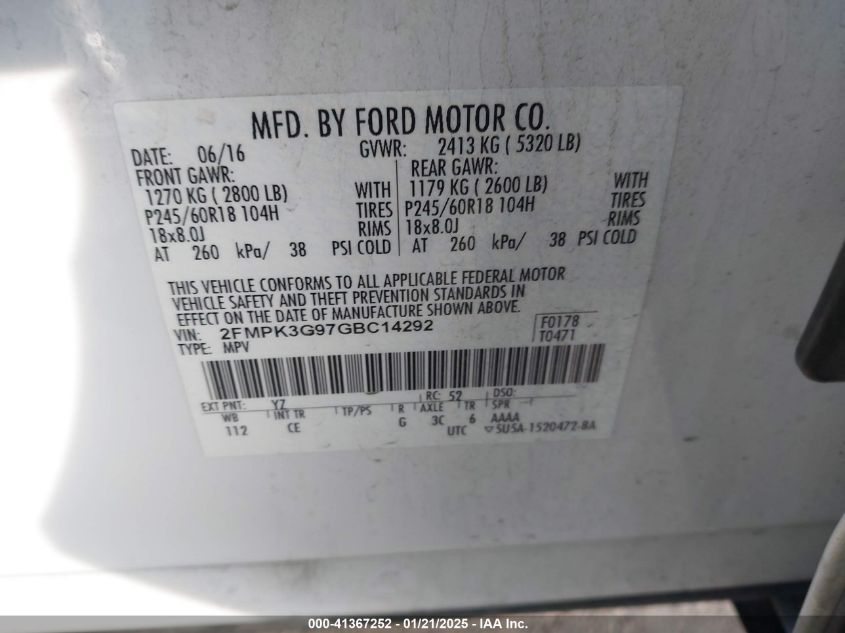 MFD. BY FORD MOTOR CO.
DATE: 06/16 GVWR: 2413 KG ( 5320 LB)
FRONT GAWR: REAR GAWR:
1270 KG ( 2800 LB) WITH 1179 KG ( 2600 LB) WITH
P245/60R18 104H TIRES P245/60R18 104H TIRES
18x8.0J RIMS 18x8.0J RIMS
AT 260 kPa/ 38 PSI COLD AT 260 kPa/ 38 PSI COLD
THIS VEHICLE CONFORMS TO ALL APPLICABLE FEDERAL MOTOR
VEHICLE SAFETY AND THEFT PREVENTION STANDARDS IN
EFFECT ON THE DATE OF MANUFACTURE SHOWN ABOVE.
VIN: 2FMPK3G97GBC14292 F0178
TYPE: MPV T0471
EXT PNT: YZ RC: 52 DSO:
WB INT TR TP/PS R AXLE TR SPR
112 CE G 3C 6 AAAA
UTC ▽5U5A-1520472-BA
000-41367252 - 01/21/2025 - IAA Inc.